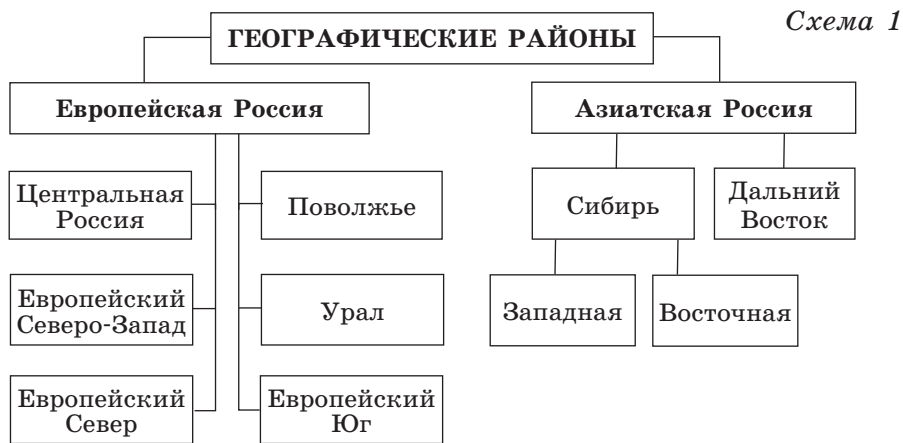 Схема 1
ГЕОГРАФИЧЕСКИЕ РАЙОНЫ
Европейская Россия
Азиатская Россия
Центральная
Россия
Поволжье
Сибирь
Дальний
Восток
Европейский
Северо-Запад
Урал
Западная
Восточная
Европейский
Север
Европейский
Юг